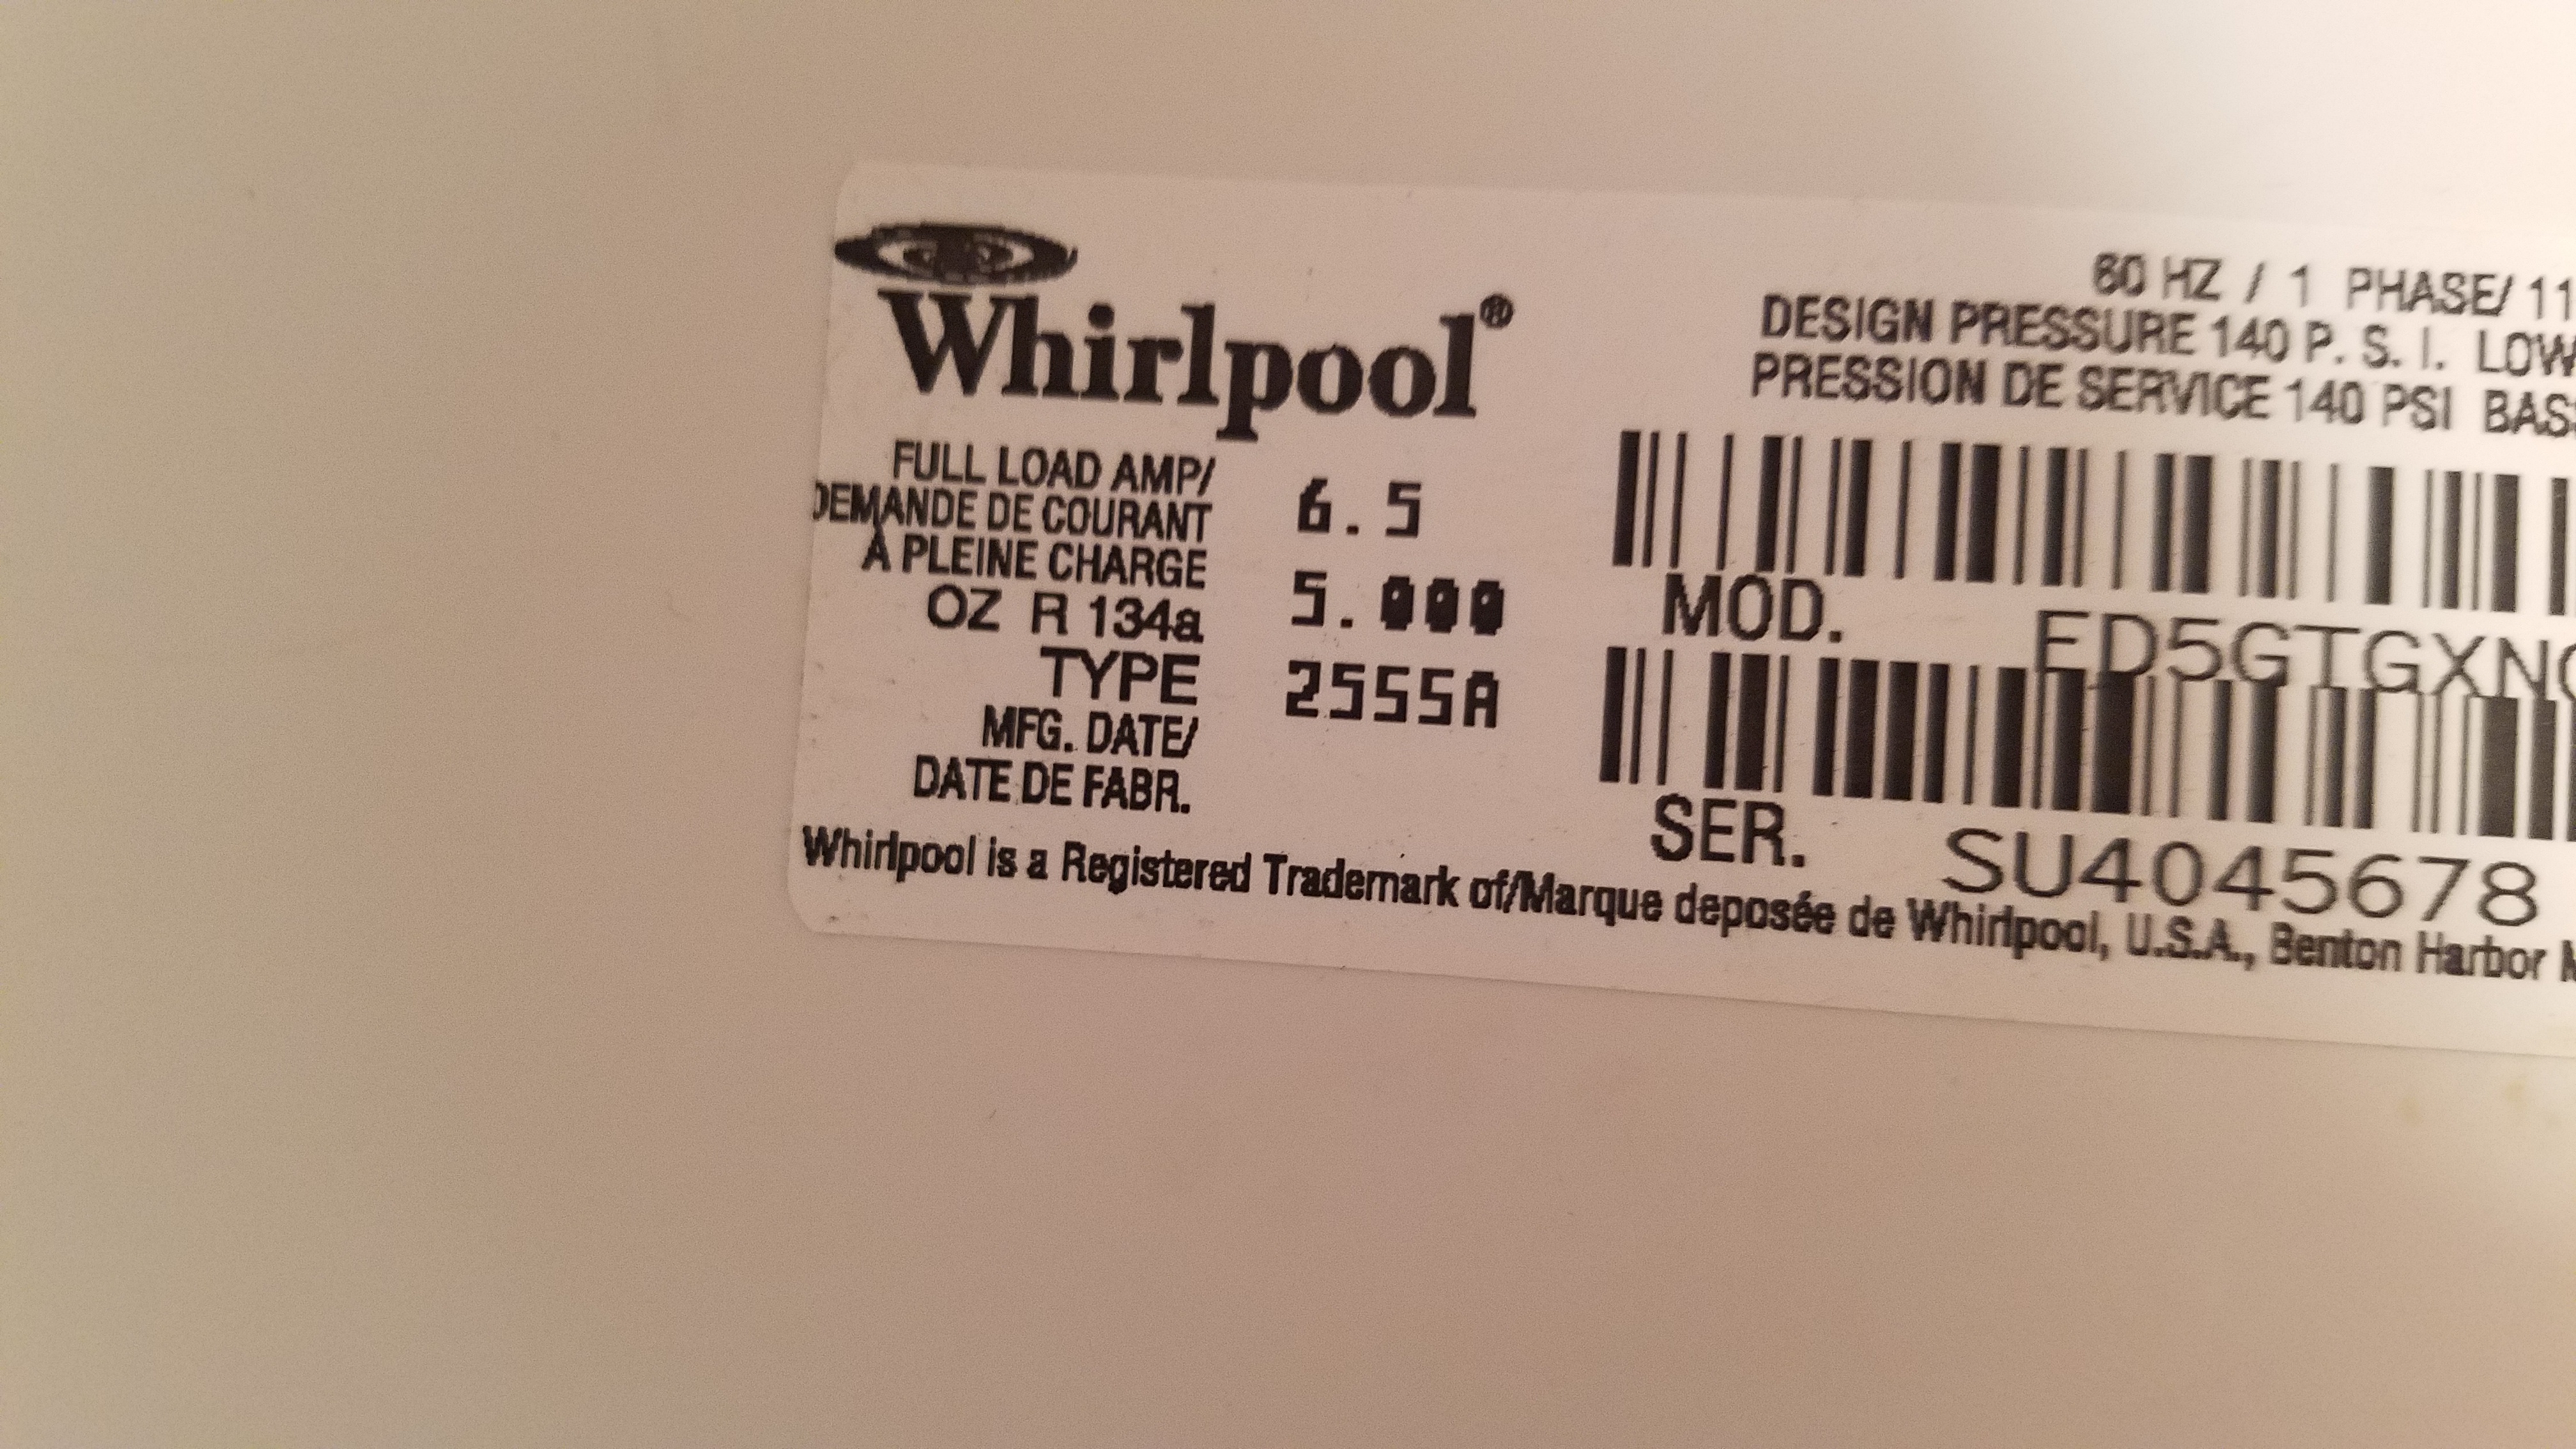 Whirlpool®
60 HZ / 1 PHASE/ 11
DESIGN PRESSURE 140 P. S. I. LOW
PRESSION DE SERVICE 140 PSI BAS
FULL LOAD AMP/
DEMANDE DE COURANT
À PLEINE CHARGE 6.5
OZ R 134a 5.000
TYPE 2555A
MFG. DATE/
DATE DE FABR.
MOD. ED5GTGXN
SER. SU4045678
Whirlpool is a Registered Trademark of/Marque deposée de Whirlpool, U.S.A., Benton Harbor